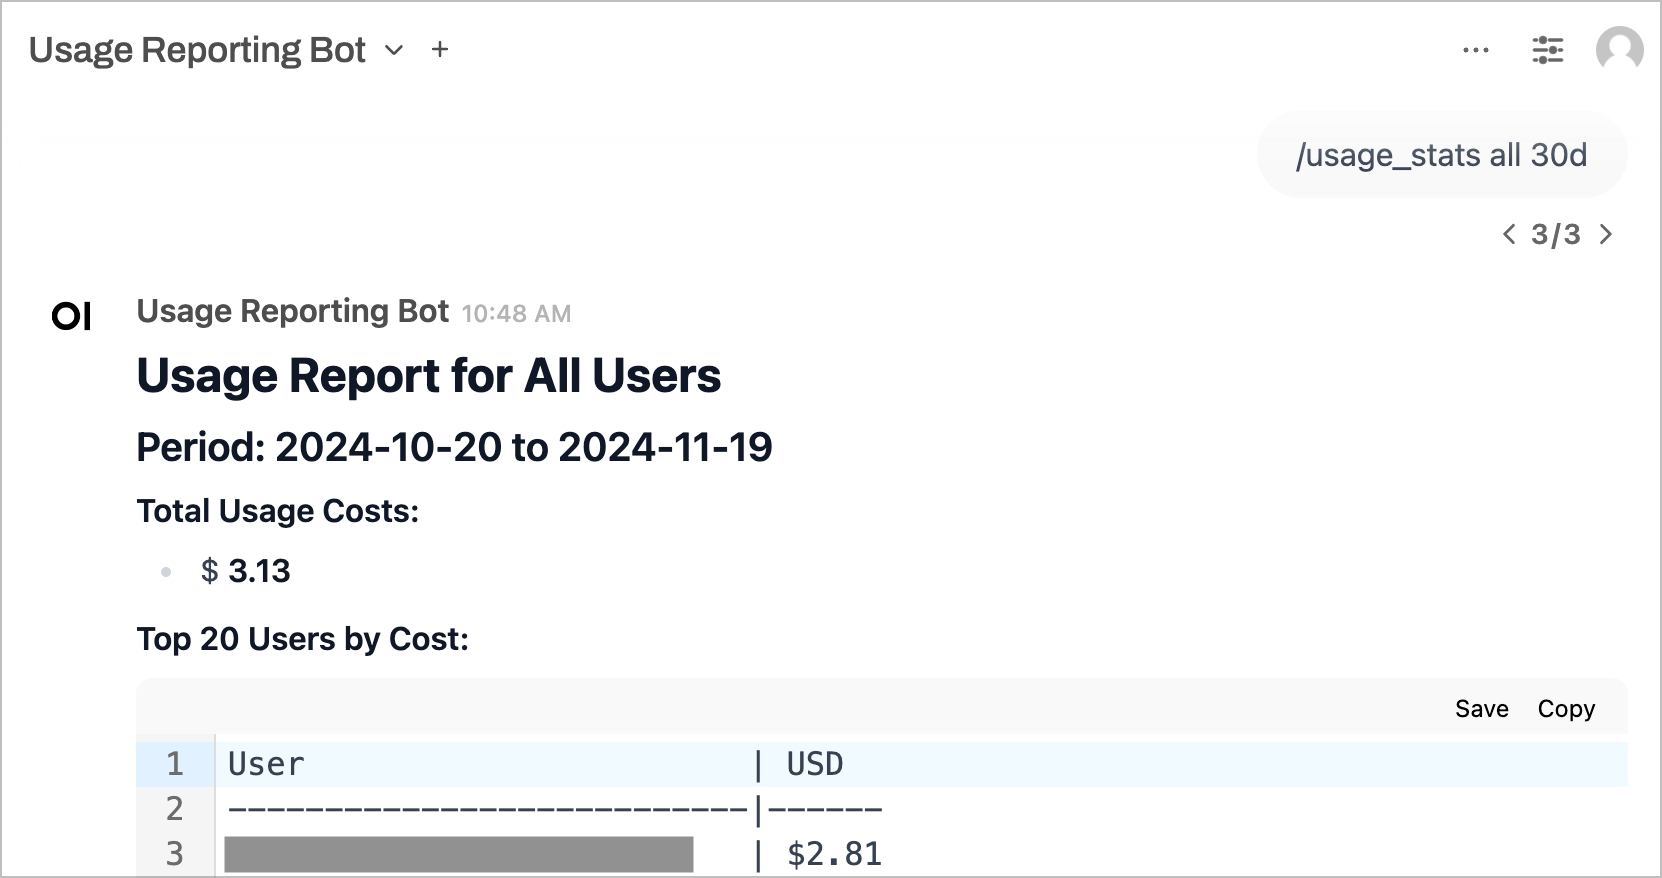 Usage Reporting Bot
/usage_stats all 30d
3/3
OI
Usage Reporting Bot 10:48 AM
Usage Report for All Users
Period: 2024-10-20 to 2024-11-19
Total Usage Costs:
$ 3.13
Top 20 Users by Cost:
Save Copy
1 User | USD
2 ---------------------------|------
3 | $2.81